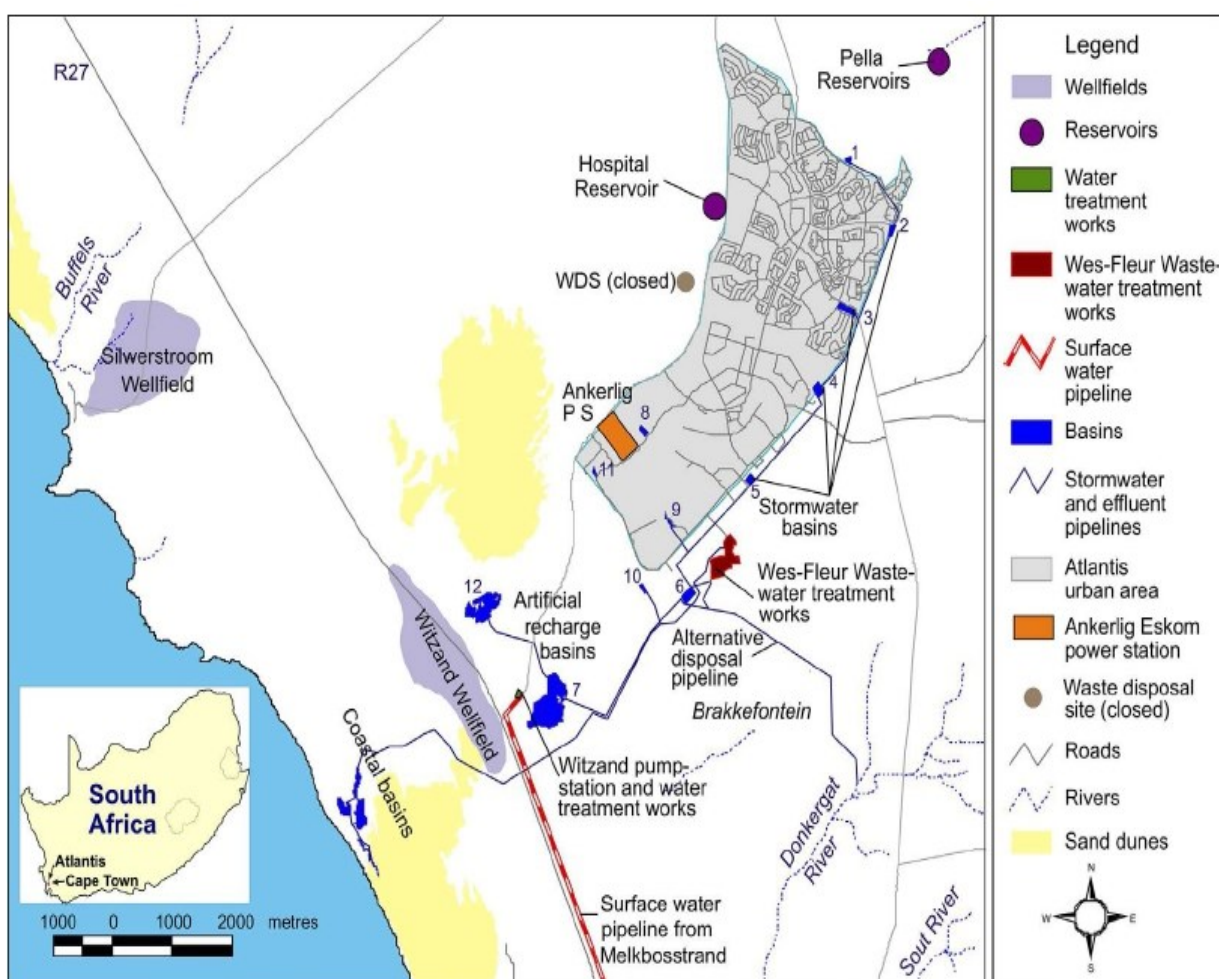 R27
Pella
Reservoirs
1
Hospital
Reservoir
2
Buffels
River
WDS (closed)
3
Silwerstroom
Wellfield
4
Ankerlig
P S
8
11
5
Stormwater
basins
9
10
6
Wes-Fleur Waste-
water treatment
works
12
Artificial
recharge
basins
Alternative
disposal
pipeline
7
Witzand Wellfield
Brakkefontein
Coastal basins
Witzand pump-
station and water
treatment works
Donkergat
River
Sout River
Surface water
pipeline from
Melkbosstrand
South
Africa
Atlantis
Cape Town
1000 0 1000 2000 metres
Legend
Wellfields
Reservoirs
Water
treatment
works
Wes-Fleur Waste-
water treatment
works
Surface
water
pipeline
Basins
Stormwater
and effluent
pipelines
Atlantis
urban area
Ankerlig Eskom
power station
Waste disposal
site (closed)
Roads
Rivers
Sand dunes
N
W E
S